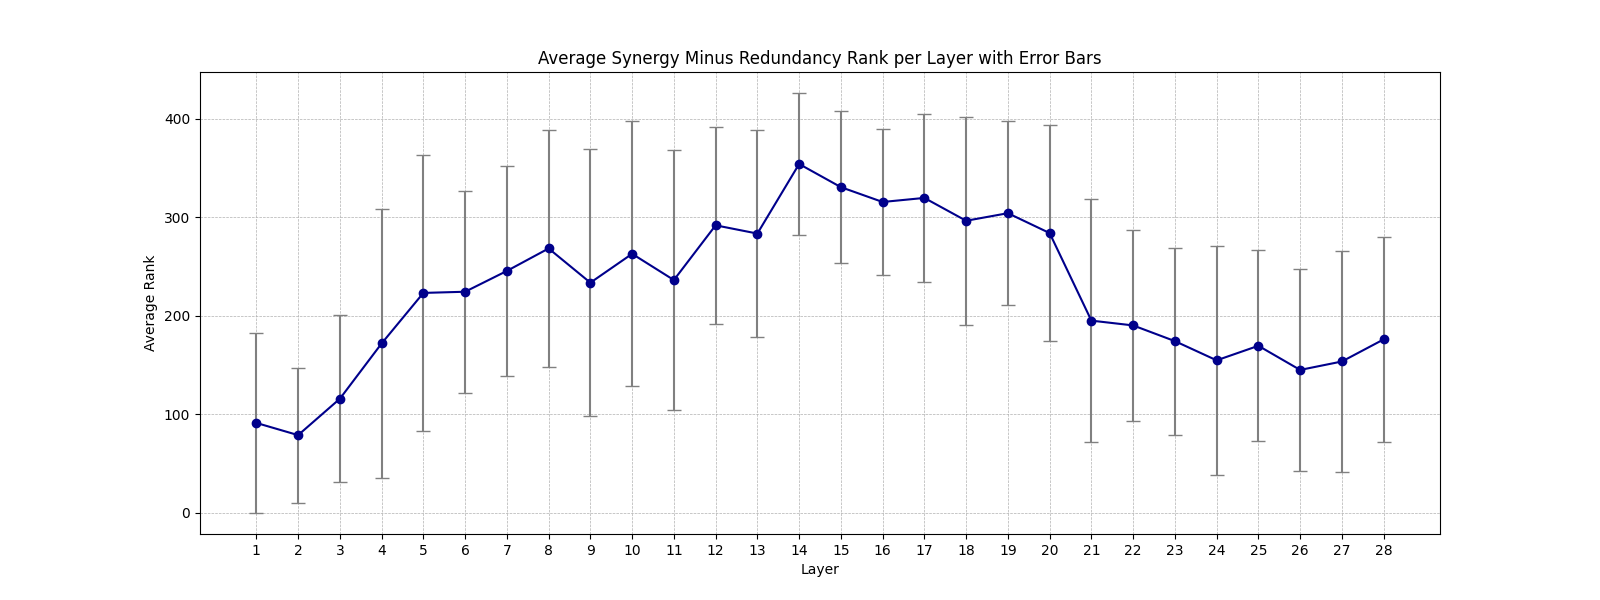 Average Synergy Minus Redundancy Rank per Layer with Error Bars
Average Rank
400
300
200
100
0
1 2 3 4 5 6 7 8 9 10 11 12 13 14 15 16 17 18 19 20 21 22 23 24 25 26 27 28
Layer